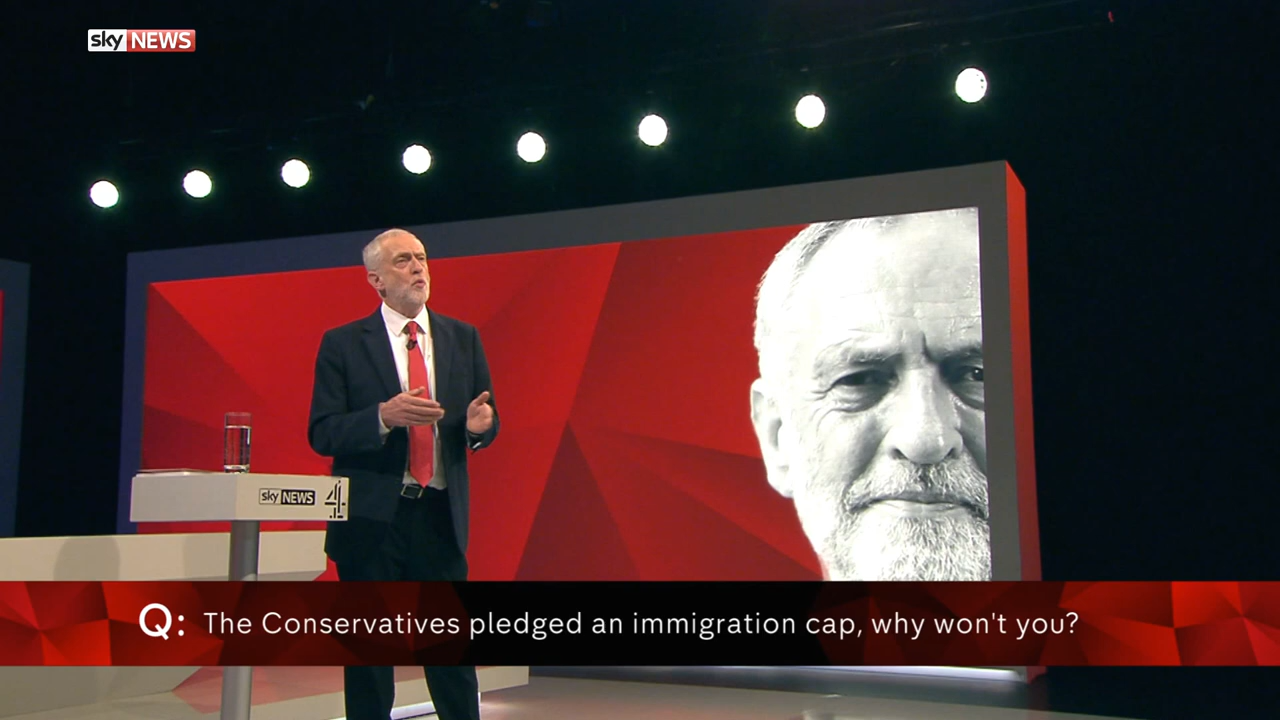 sky NEWS
sky NEWS 4
Q: The Conservatives pledged an immigration cap, why won't you?